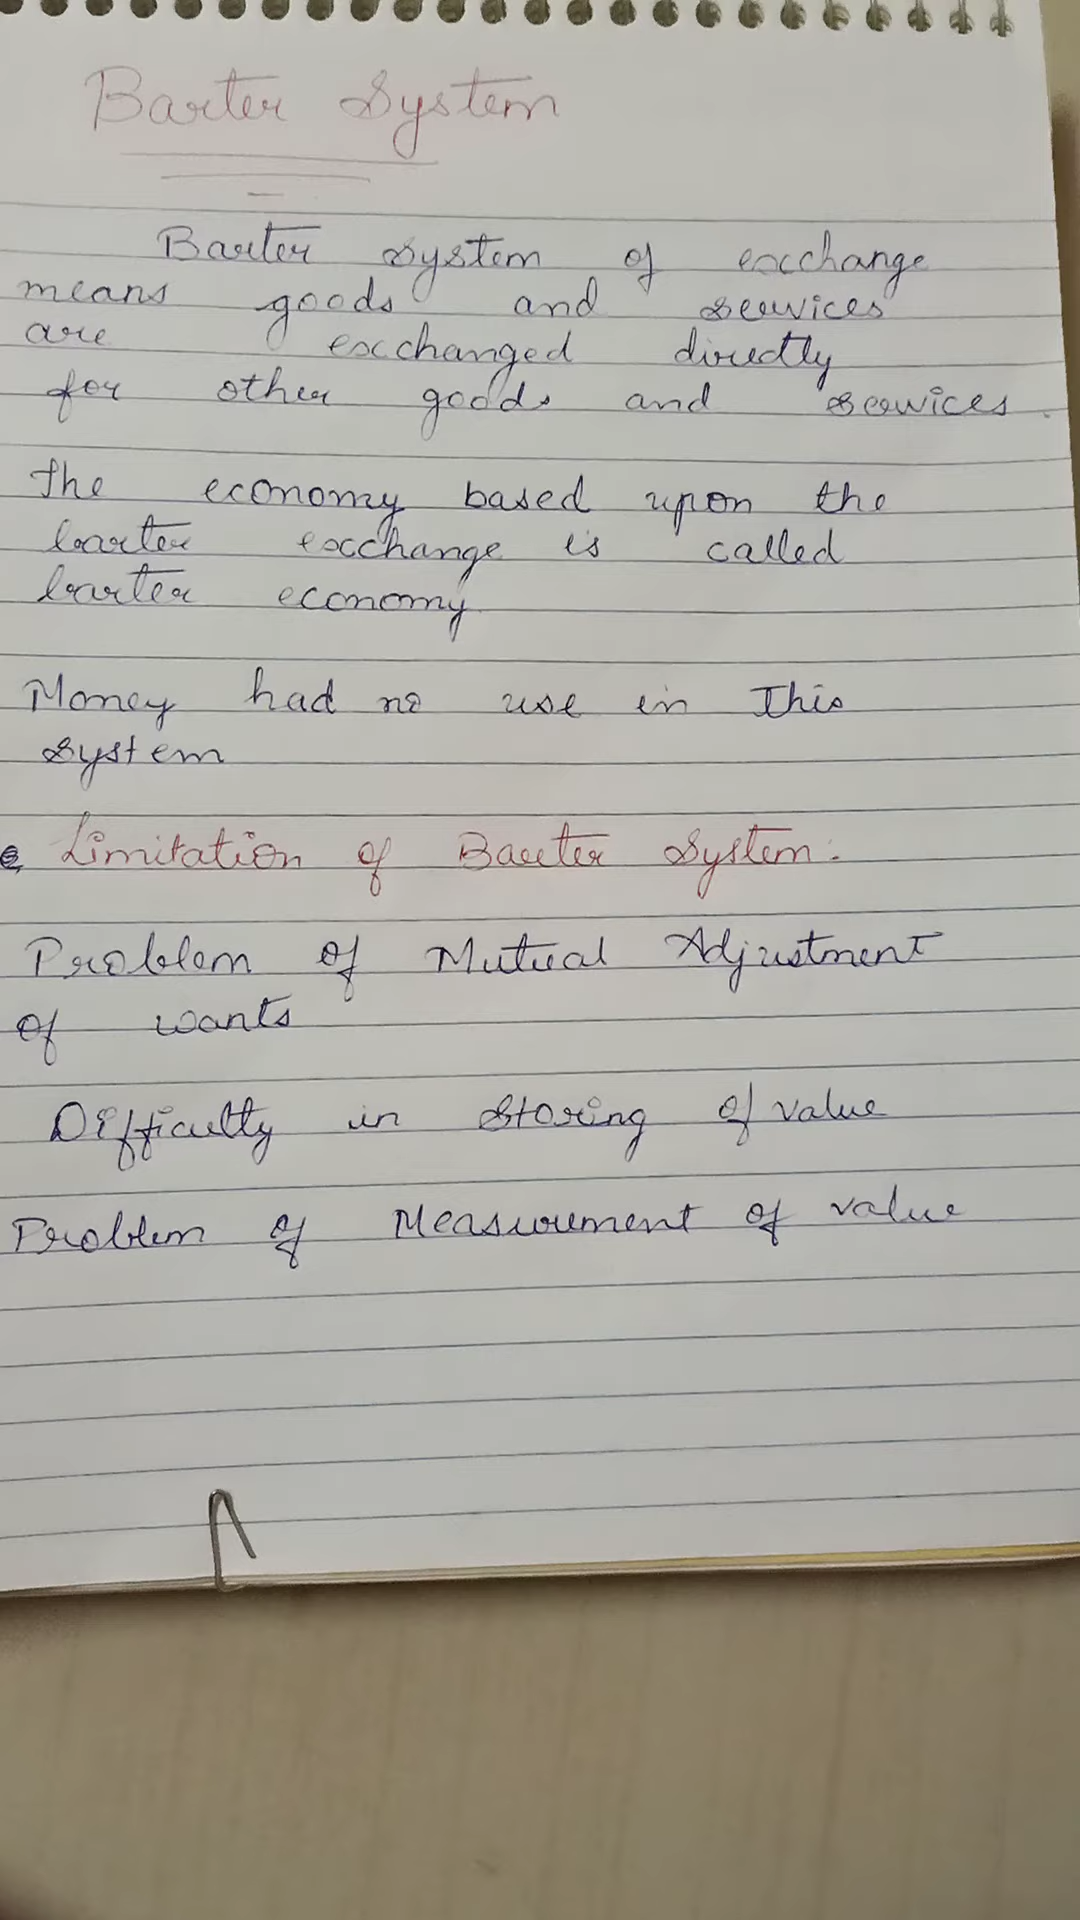 Barter System
Barter system of exchange
means goods and services
are exchanged directly
for other goods and services.
The economy based upon the
barter exchange is called
barter economy
Money had no use in This
system
Limitation of Barter System.
Problem of Mutual Adjustment
of wants
Difficulty in Storing of value
Problem of Measurement of value